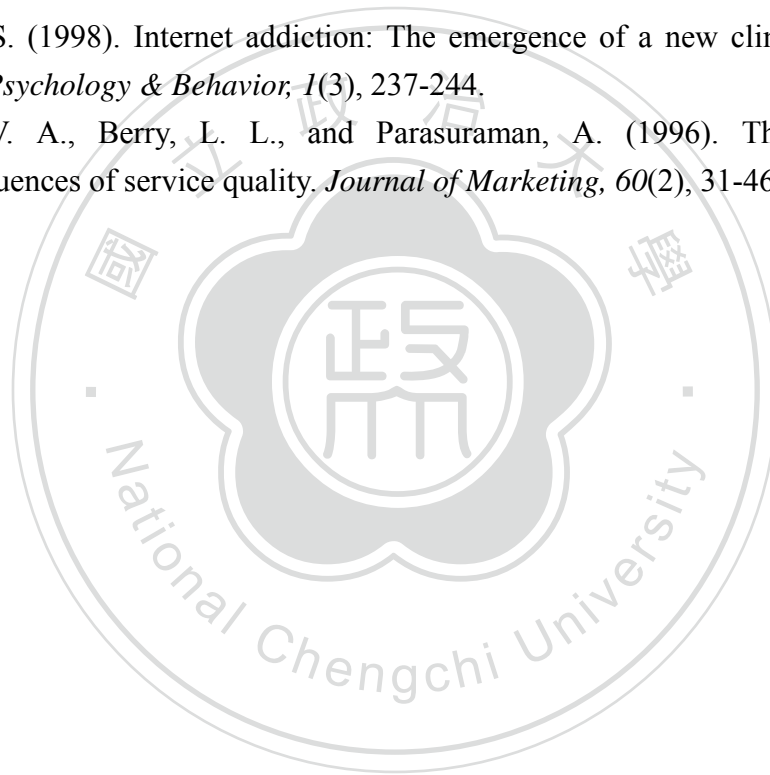 S. (1998). Internet addiction: The emergence of a new clin
Psychology & Behavior, 1(3), 237-244.
V. A., Berry, L. L., and Parasuraman, A. (1996). Th
uences of service quality. Journal of Marketing, 60(2), 31-46
國立政治大學
National Chengchi University